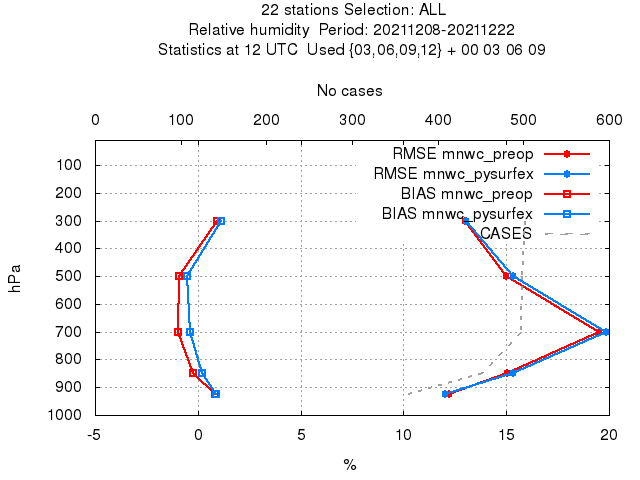 22 stations Selection: ALL
Relative humidity  Period: 20211208-20211222
Statistics at 12 UTC  Used {03,06,09,12} + 00 03 06 09
No cases
0 100 200 300 400 500 600
RMSE mnwc_preop
RMSE mnwc_pysurfex
BIAS mnwc_preop
BIAS mnwc_pysurfex
CASES
100
200
300
400
500
600
700
800
900
1000
hPa
-5 0 5 10 15 20
%